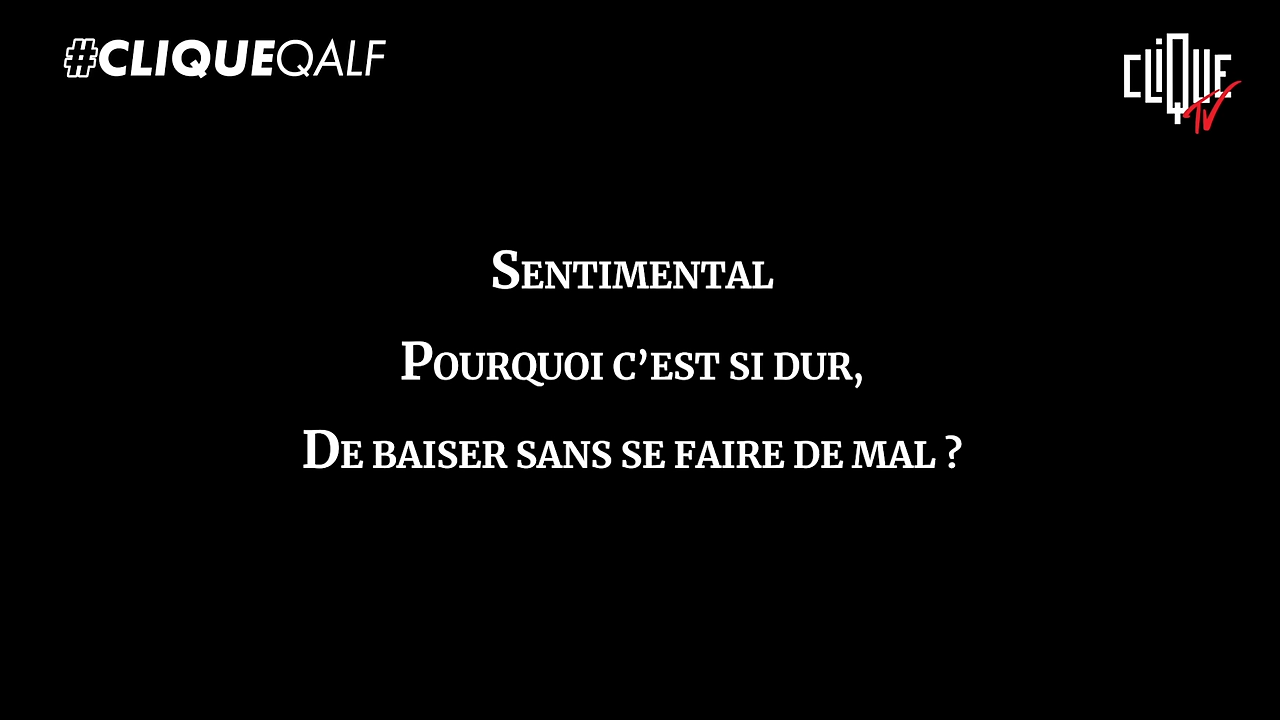 #CLIQUEQALF
CLIQUE TV
SENTIMENTAL
POURQUOI C'EST SI DUR,
DE BAISER SANS SE FAIRE DE MAL ?